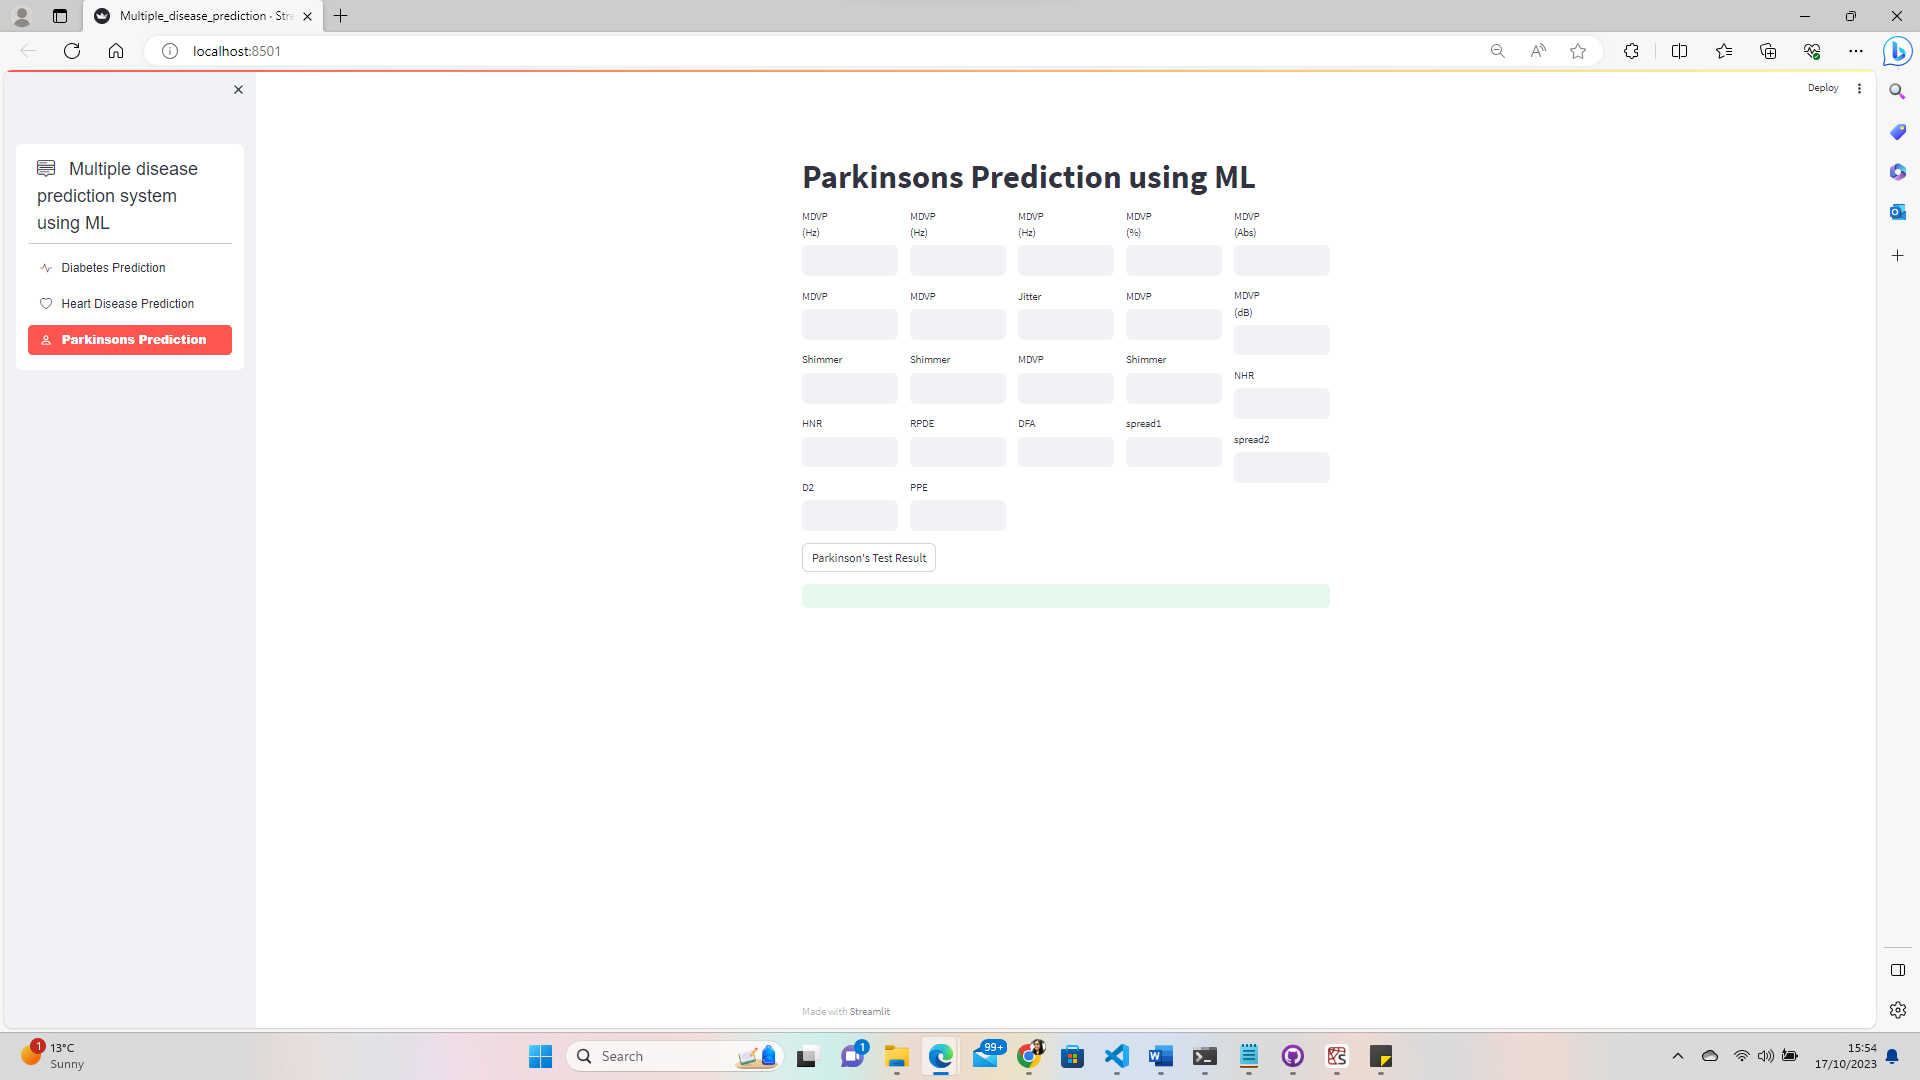 Multiple_disease_prediction · Stre
localhost:8501
Deploy
Multiple disease
prediction system
using ML
Diabetes Prediction
Heart Disease Prediction
Parkinsons Prediction
Parkinsons Prediction using ML
MDVP
(Hz)
MDVP
(Hz)
MDVP
(Hz)
MDVP
(%)
MDVP
(Abs)
MDVP
MDVP
Jitter
MDVP
MDVP
(dB)
Shimmer
Shimmer
MDVP
Shimmer
NHR
HNR
RPDE
DFA
spread1
spread2
D2
PPE
Parkinson's Test Result
Made with Streamlit
1
13°C
Sunny
Search
1
99+
15:54
17/10/2023